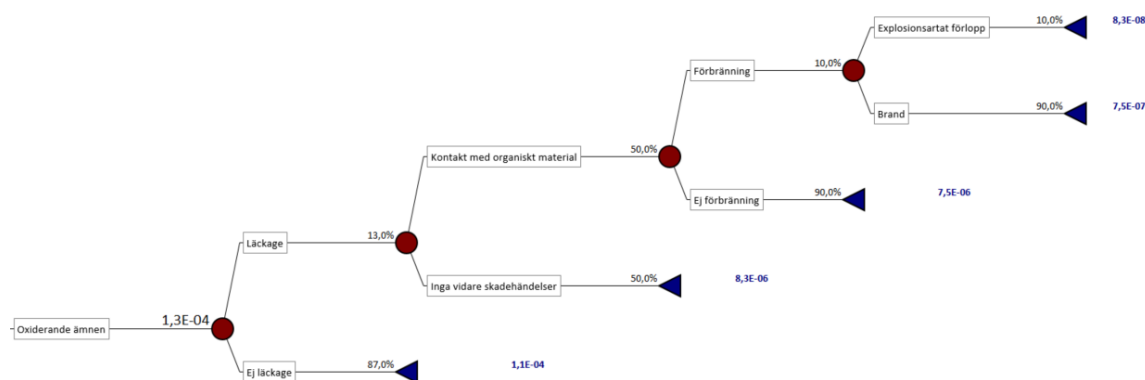 Explosionsartat förlopp 10,0% 8,3E-08
Förbränning 10,0%
Brand 90,0% 7,5E-07
Kontakt med organiskt material 50,0%
Ej förbränning 90,0% 7,5E-06
Läckage 13,0%
Inga vidare skadehändelser 50,0% 8,3E-06
Oxiderande ämnen 1,3E-04
Ej läckage 87,0% 1,1E-04